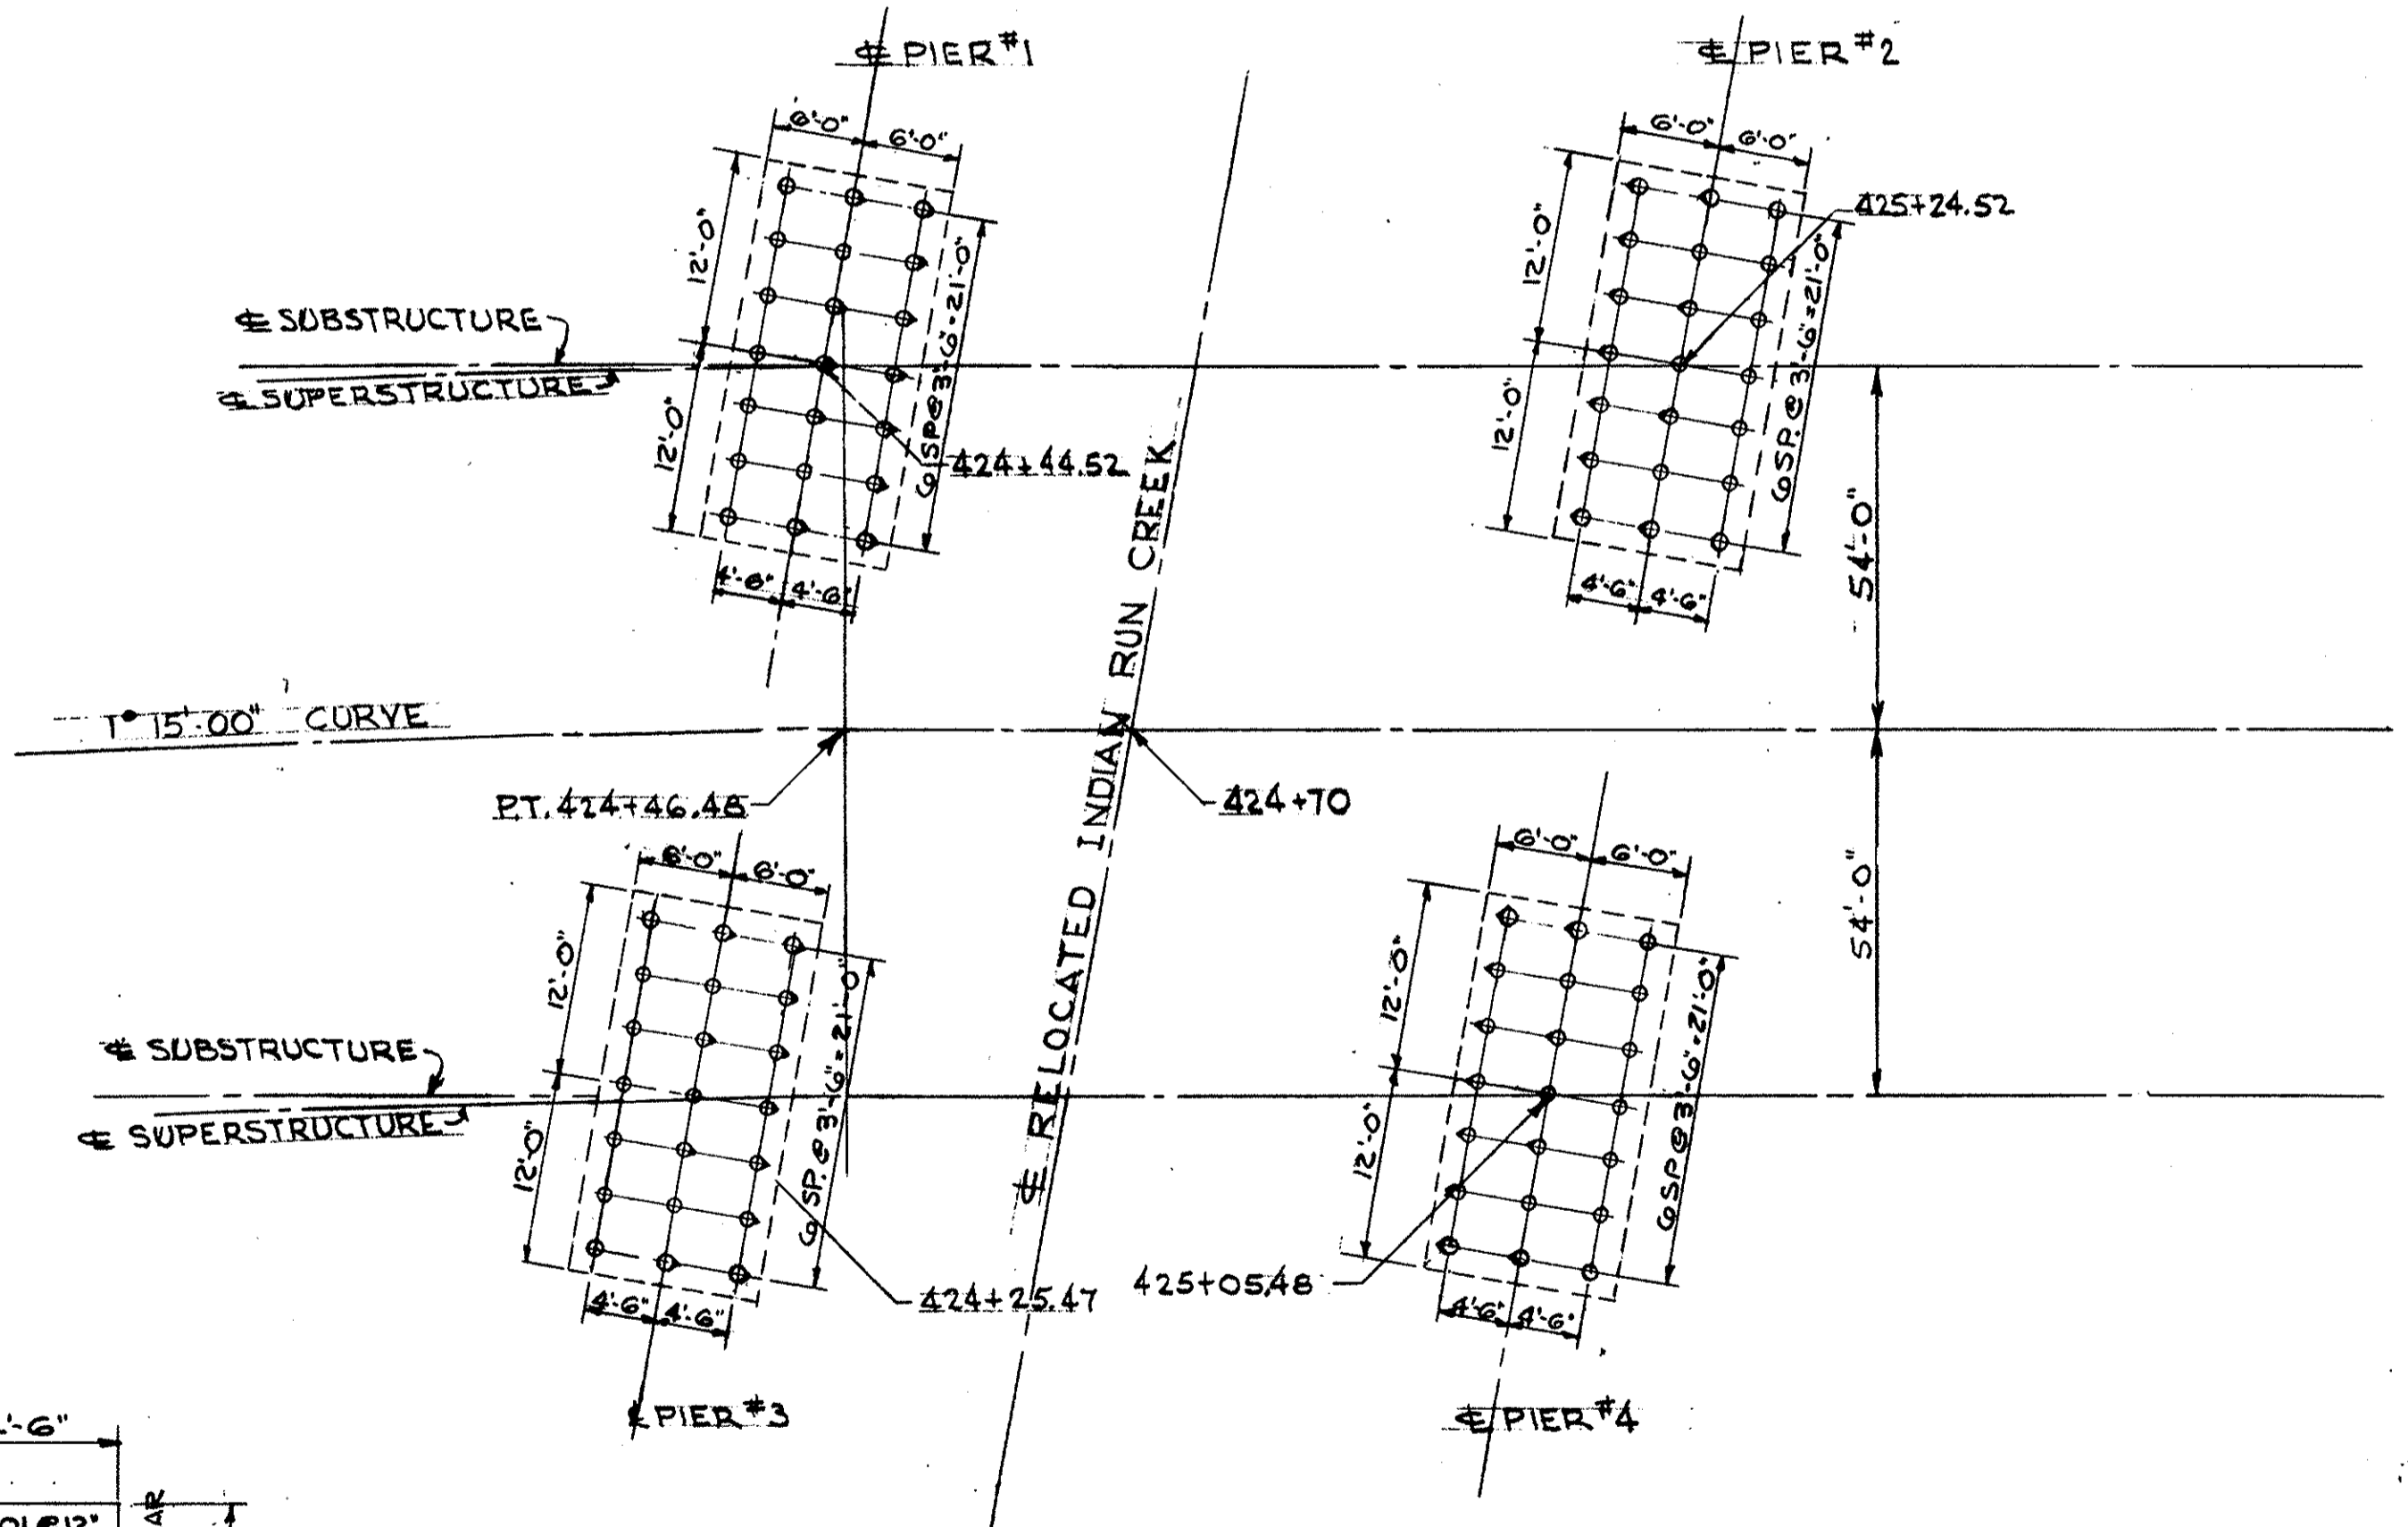 ℄ PIER #1
℄ PIER #2
6'-0" 6'-0"
6'-0" 6'-0"
12'-0"
12'-0"
425+24.52
6 SP@3'-6"=21'-0"
6 SP.@3'-6"=21'-0"
℄ SUBSTRUCTURE
℄ SUPERSTRUCTURE
12'-0"
12'-0"
424+44.52
54'-0"
4'-6" 4'-6"
4'-6" 4'-6"
1° 15'-00" CURVE
P.T. 424+46.48
424+70
℄ RELOCATED INDIAN RUN CREEK
6'-0" 6'-0"
6'-0" 6'-0"
12'-0"
12'-0"
54'-0"
6 SP.@3'-6"=21'-0"
6 SP@3'-6"=21'-0"
℄ SUBSTRUCTURE
℄ SUPERSTRUCTURE
12'-0"
12'-0"
424+25.47
425+05.48
4'-6" 4'-6"
4'-6" 4'-6"
℄ PIER #3
℄ PIER #4